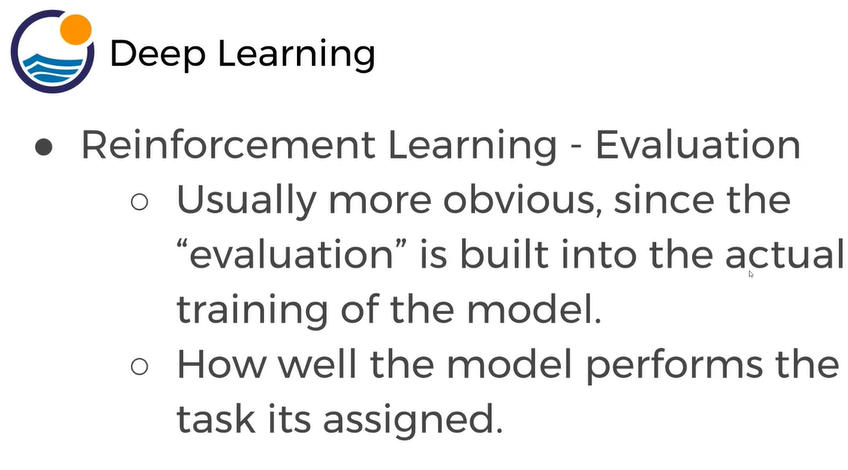 Deep Learning
● Reinforcement Learning - Evaluation
○ Usually more obvious, since the
“evaluation” is built into the actual
training of the model.
○ How well the model performs the
task its assigned.